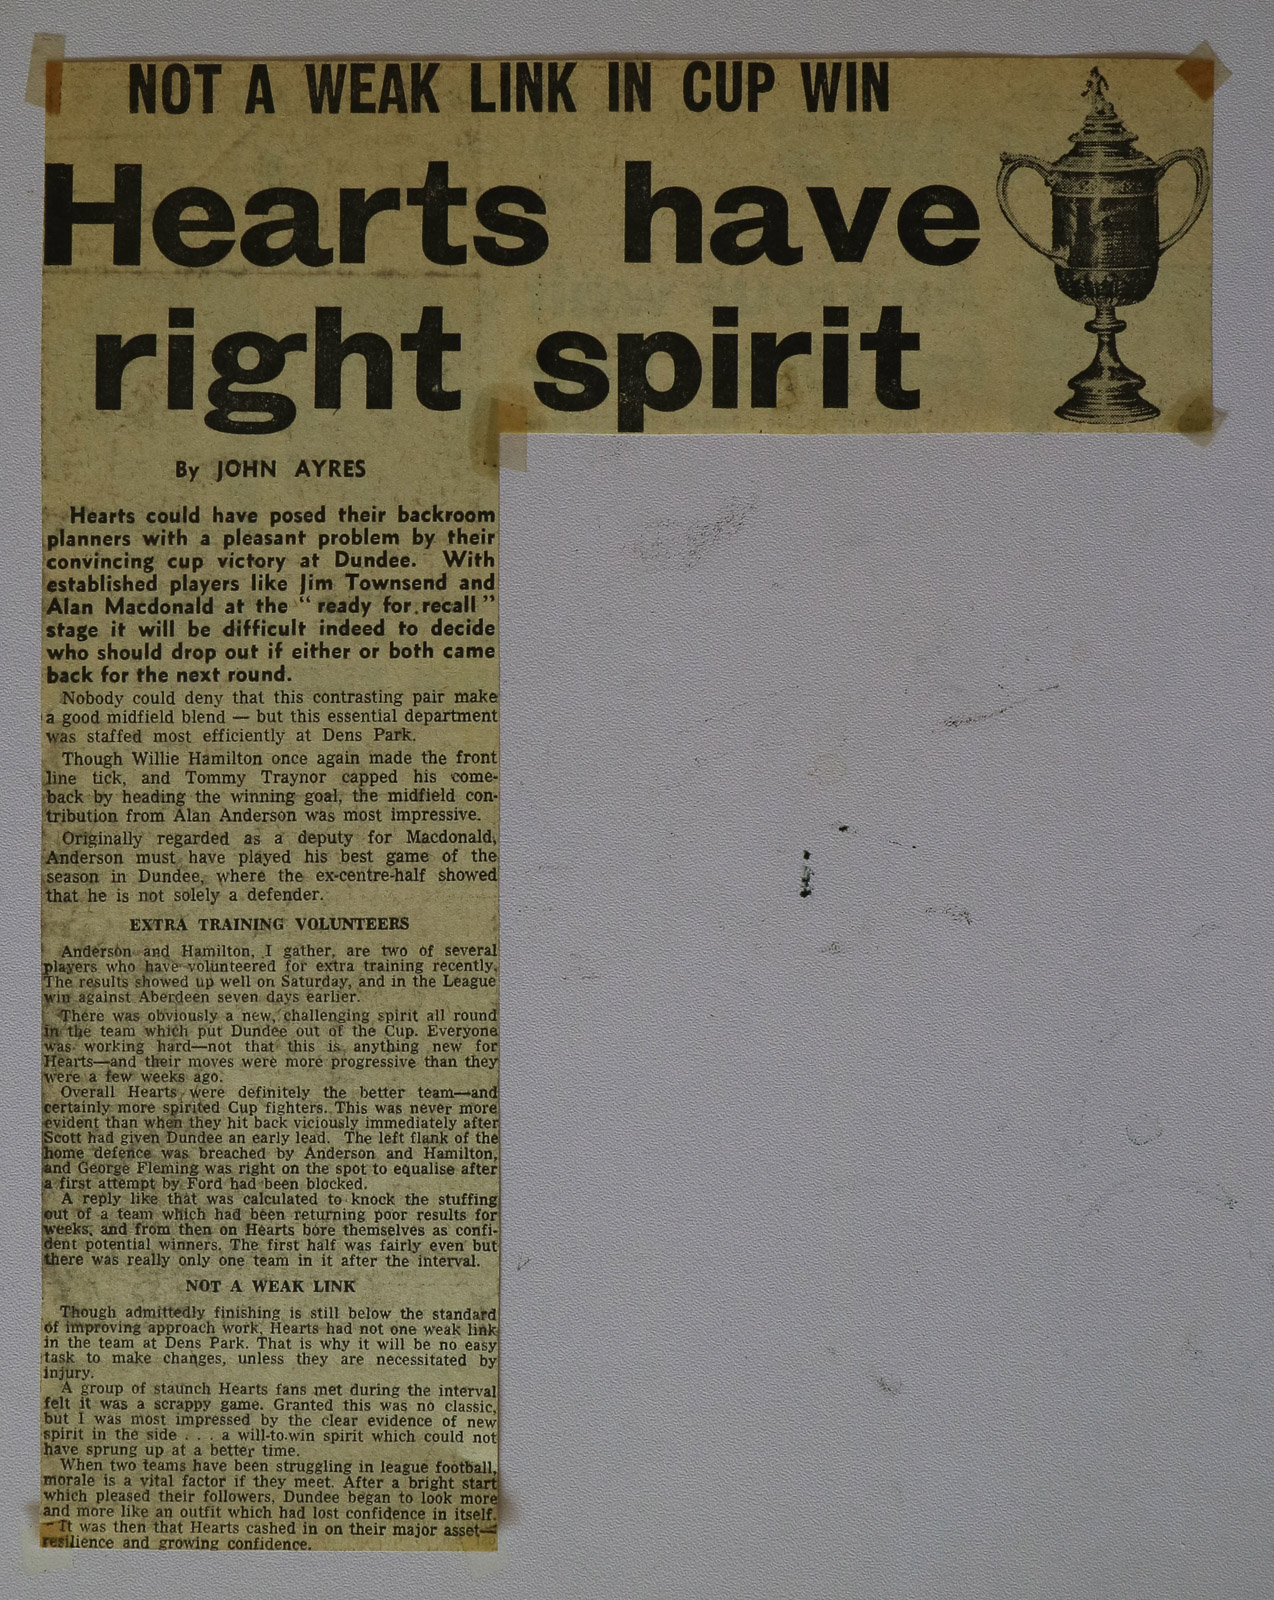 NOT A WEAK LINK IN CUP WIN
Hearts have
right spirit
By JOHN AYRES
Hearts could have posed their backroom
planners with a pleasant problem by their
convincing cup victory at Dundee. With
established players like Jim Townsend and
Alan Macdonald at the “ ready for recall ”
stage it will be difficult indeed to decide
who should drop out if either or both came
back for the next round.
Nobody could deny that this contrasting pair make
a good midfield blend — but this essential department
was staffed most efficiently at Dens Park.
Though Willie Hamilton once again made the front
line tick, and Tommy Traynor capped his come-
back by heading the winning goal, the midfield con-
tribution from Alan Anderson was most impressive.
Originally regarded as a deputy for Macdonald,
Anderson must have played his best game of the
season in Dundee, where the ex-centre-half showed
that he is not solely a defender.
EXTRA TRAINING VOLUNTEERS
Anderson and Hamilton, I gather, are two of several
players who have volunteered for extra training recently.
The results showed up well on Saturday, and in the League
win against Aberdeen seven days earlier.
There was obviously a new, challenging spirit all round
in the team which put Dundee out of the Cup. Everyone
was working hard—not that this is anything new for
Hearts—and their moves were more progressive than they
were a few weeks ago.
Overall Hearts were definitely the better team—and
certainly more spirited Cup fighters. This was never more
evident than when they hit back viciously immediately after
Scott had given Dundee an early lead. The left flank of the
home defence was breached by Anderson and Hamilton,
and George Fleming was right on the spot to equalise after
a first attempt by Ford had been blocked.
A reply like that was calculated to knock the stuffing
out of a team which had been returning poor results for
weeks, and from then on Hearts bore themselves as confi-
dent potential winners. The first half was fairly even but
there was really only one team in it after the interval.
NOT A WEAK LINK
Though admittedly finishing is still below the standard
of improving approach work, Hearts had not one weak link
in the team at Dens Park. That is why it will be no easy
task to make changes, unless they are necessitated by
injury.
A group of staunch Hearts fans met during the interval
felt it was a scrappy game. Granted this was no classic,
but I was most impressed by the clear evidence of new
spirit in the side . . . a will-to-win spirit which could not
have sprung up at a better time.
When two teams have been struggling in league football,
morale is a vital factor if they meet. After a bright start
which pleased their followers, Dundee began to look more
and more like an outfit which had lost confidence in itself.
It was then that Hearts cashed in on their major asset—
resilience and growing confidence.